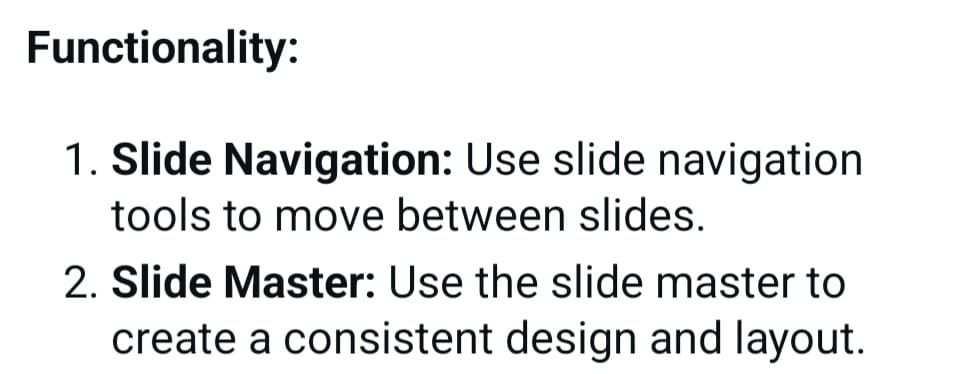 Functionality:
1. Slide Navigation: Use slide navigation
tools to move between slides.
2. Slide Master: Use the slide master to
create a consistent design and layout.